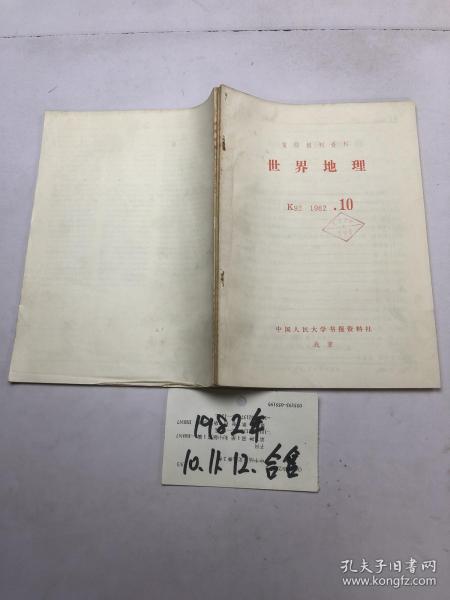 复印报刊资料
世界地理
K92 1982 .10
中国人民大学书报资料社
北京
1982年
10.11.12.合售
孔夫子旧书网
www.kongfz.com